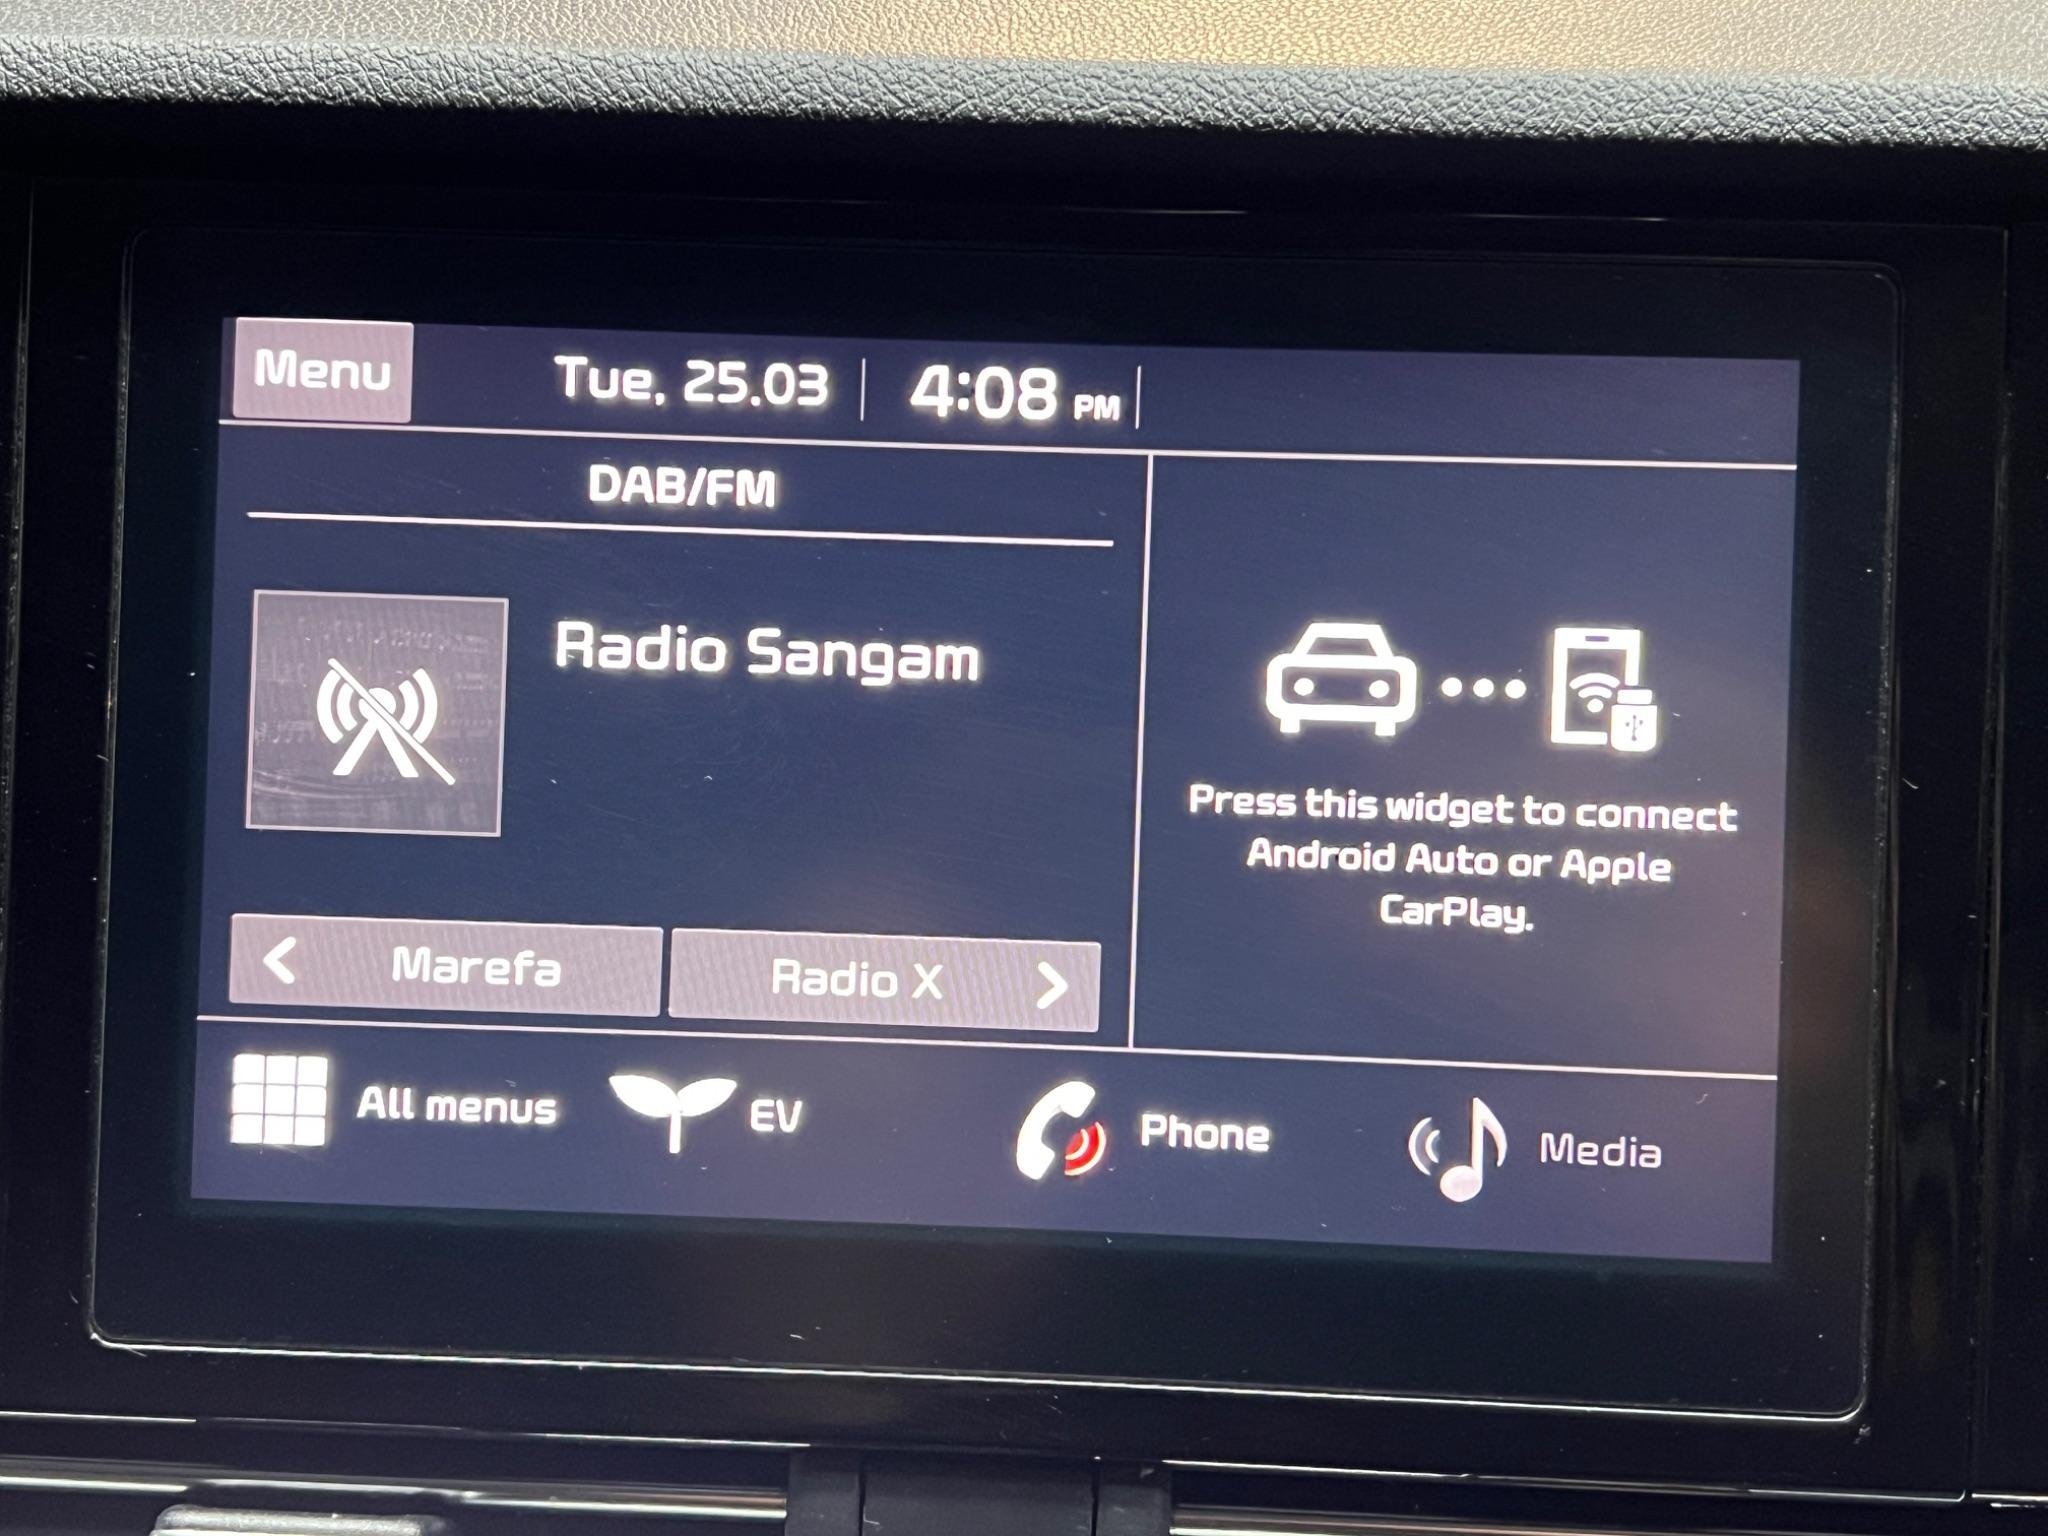 Menu
Tue, 25.03
4:08 PM
DAB/FM
Radio Sangam
Marefa
Radio X
Press this widget to connect
Android Auto or Apple
CarPlay.
All menus
EV
Phone
Media